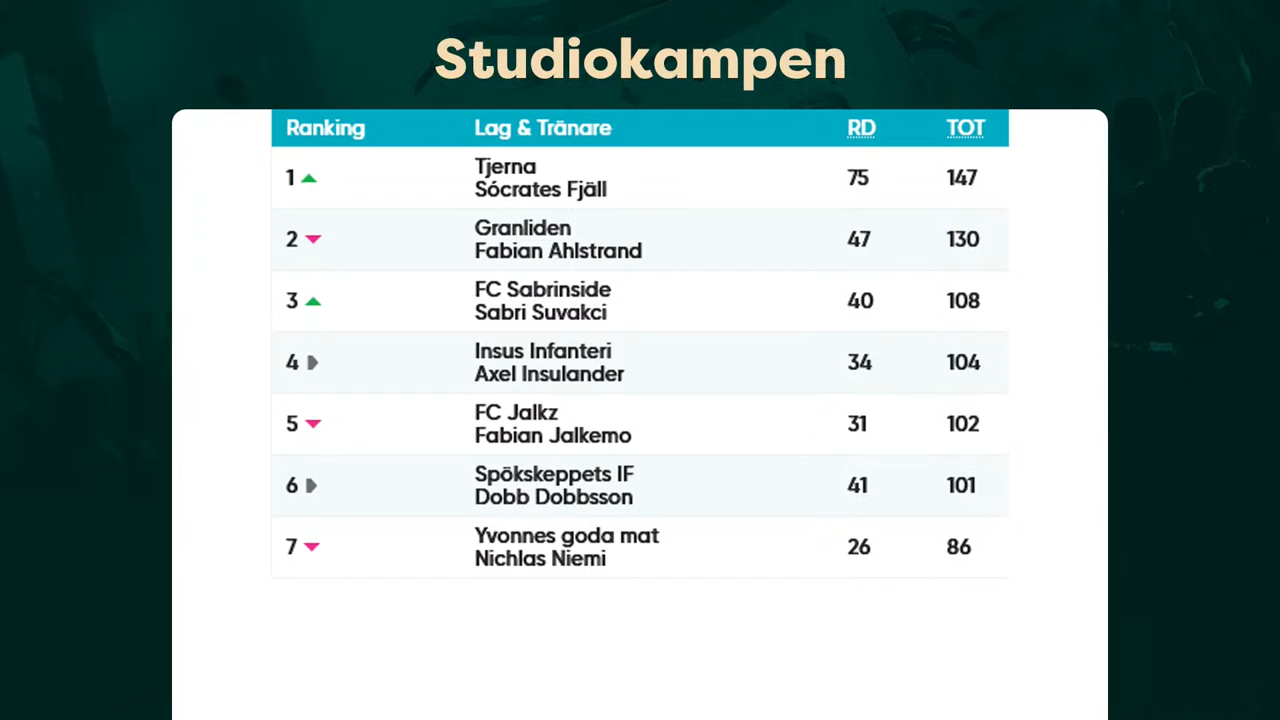 Studiokampen
Ranking Lag & Tränare RD TOT
1 Tjerna 75 147
Sócrates Fjäll
2 Granliden 47 130
Fabian Ahlstrand
3 FC Sabrinside 40 108
Sabri Suvakci
4 Insus Infanteri 34 104
Axel Insulander
5 FC Jalkz 31 102
Fabian Jalkemo
6 Spökskeppets IF 41 101
Dobb Dobbsson
7 Yvonnes goda mat 26 86
Nichlas Niemi